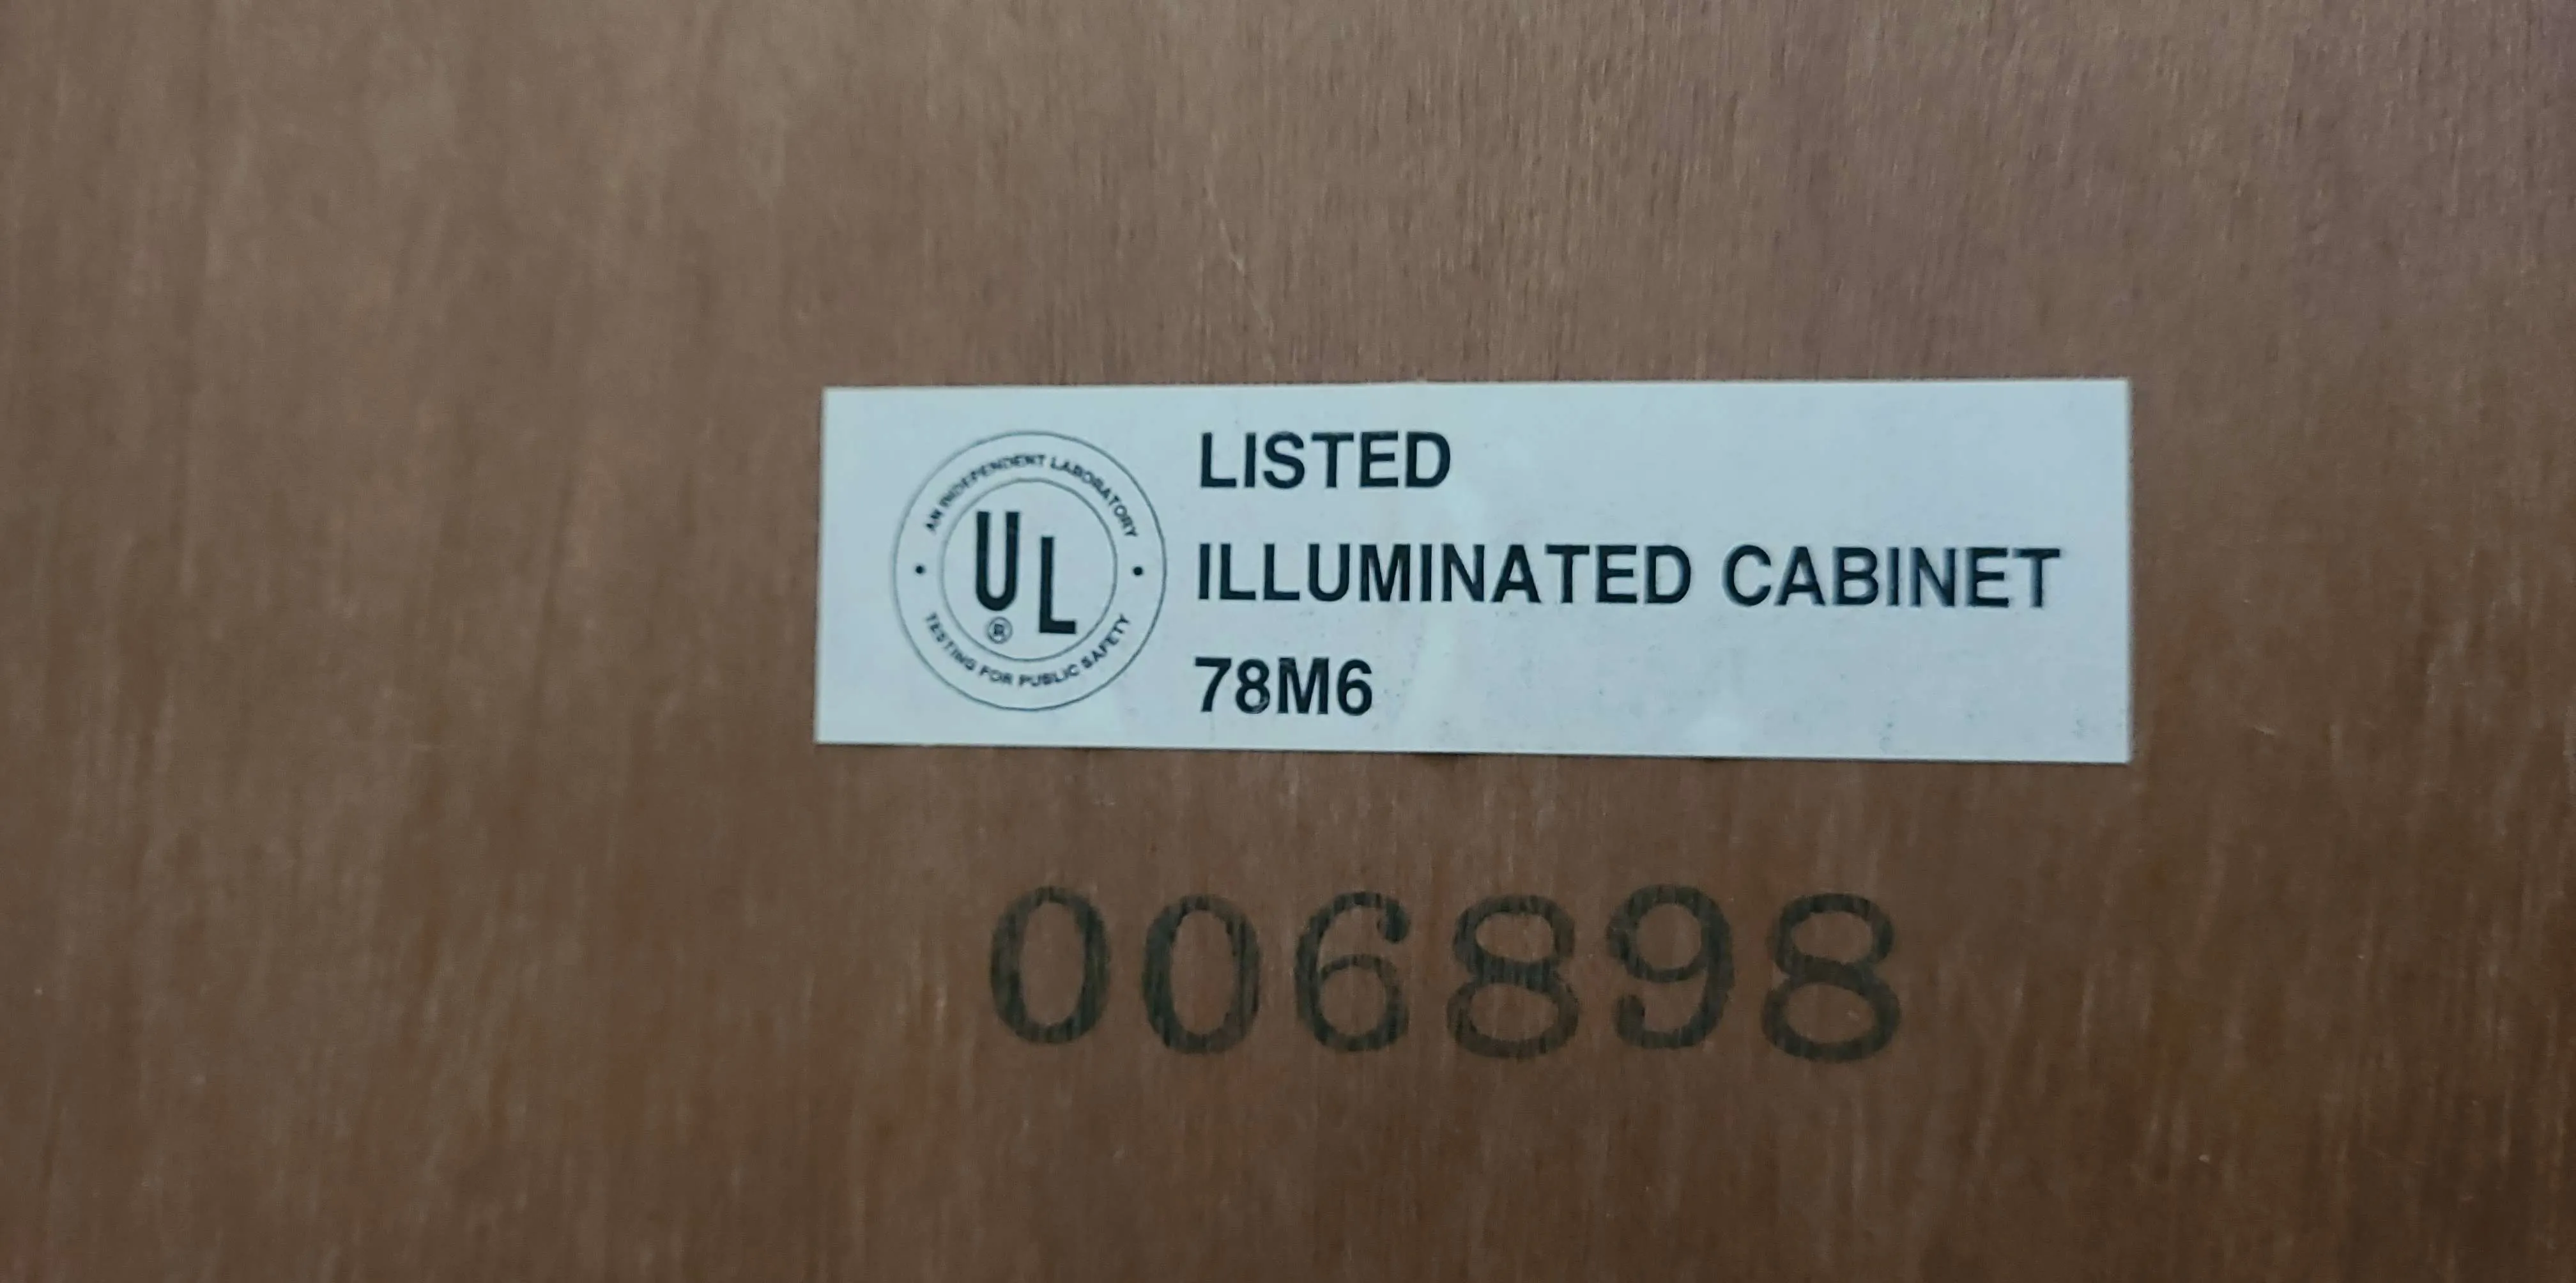 AN INDEPENDENT LABORATORY
UL
®
TESTING FOR PUBLIC SAFETY
LISTED
ILLUMINATED CABINET
78M6
006898